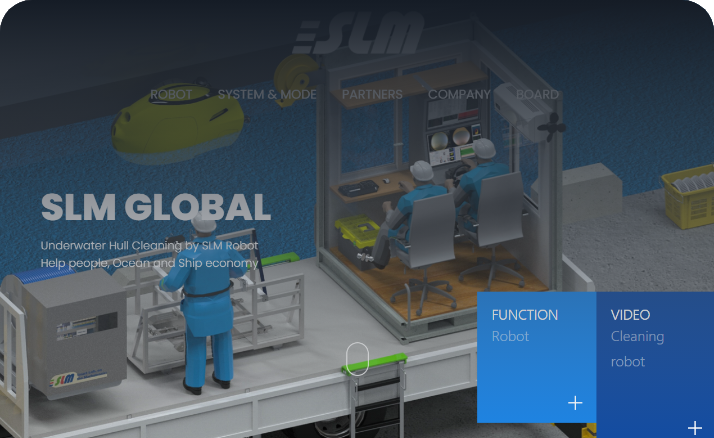 SLM
ROBOT SYSTEM & MODE PARTNERS COMPANY BOARD
SLM GLOBAL
Underwater Hull Cleaning by SLM Robot
Help people, Ocean and Ship economy
FUNCTION
Robot
VIDEO
Cleaning
robot
SLM